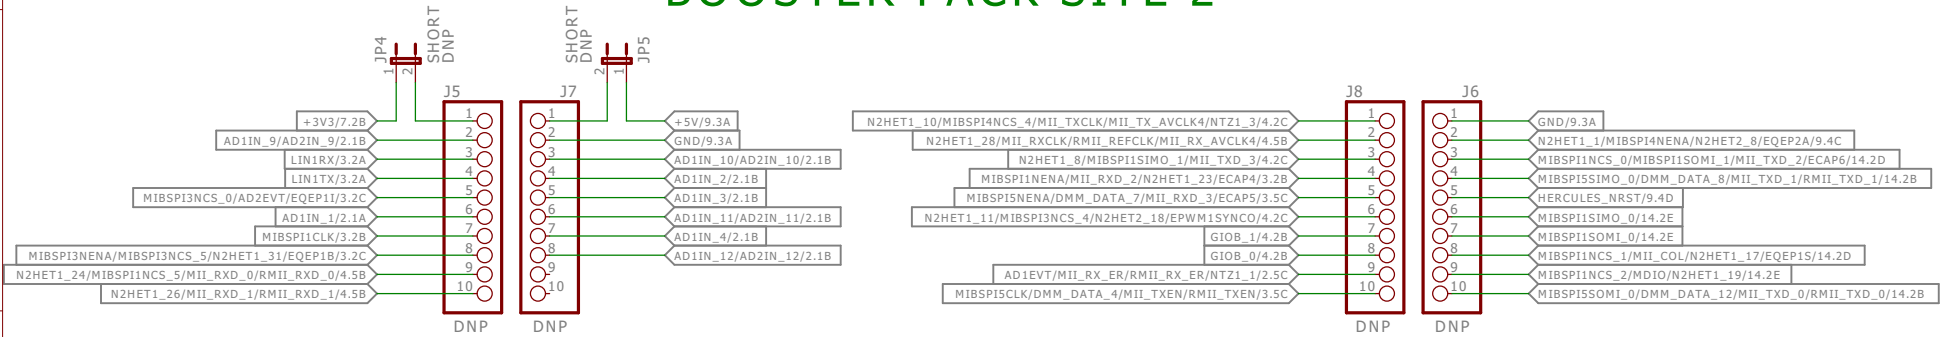 BOOSTER PACK SITE 2
JP4
1
2
SHORT
DNP
SHORT
DNP
2
1
JP5
J5
J7
J8
J6
+3V3/7.2B
1
1
+5V/9.3A
N2HET1_10/MIBSPI4NCS_4/MII_TXCLK/MII_TX_AVCLK4/NTZ1_3/4.2C
1
1
GND/9.3A
AD1IN_9/AD2IN_9/2.1B
2
2
GND/9.3A
N2HET1_28/MII_RXCLK/RMII_REFCLK/MII_RX_AVCLK4/4.5B
2
2
N2HET1_1/MIBSPI4NENA/N2HET2_8/EQEP2A/9.4C
LIN1RX/3.2A
3
3
AD1IN_10/AD2IN_10/2.1B
N2HET1_8/MIBSPI1SIMO_1/MII_TXD_3/4.2C
3
3
MIBSPI1NCS_0/MIBSPI1SOMI_1/MII_TXD_2/ECAP6/14.2D
LIN1TX/3.2A
4
4
AD1IN_2/2.1B
MIBSPI1NENA/MII_RXD_2/N2HET1_23/ECAP4/3.2B
4
4
MIBSPI5SIMO_0/DMM_DATA_8/MII_TXD_1/RMII_TXD_1/14.2B
MIBSPI3NCS_0/AD2EVT/EQEP1I/3.2C
5
5
AD1IN_3/2.1B
MIBSPI5NENA/DMM_DATA_7/MII_RXD_3/ECAP5/3.5C
5
5
HERCULES_NRST/9.4D
AD1IN_1/2.1A
6
6
AD1IN_11/AD2IN_11/2.1B
N2HET1_11/MIBSPI3NCS_4/N2HET2_18/EPWM1SYNCO/4.2C
6
6
MIBSPI1SIMO_0/14.2E
MIBSPI1CLK/3.2B
7
7
AD1IN_4/2.1B
GIOB_1/4.2B
7
7
MIBSPI1SOMI_0/14.2E
MIBSPI3NENA/MIBSPI3NCS_5/N2HET1_31/EQEP1B/3.2C
8
8
AD1IN_12/AD2IN_12/2.1B
GIOB_0/4.2B
8
8
MIBSPI1NCS_1/MII_COL/N2HET1_17/EQEP1S/14.2D
N2HET1_24/MIBSPI1NCS_5/MII_RXD_0/RMII_RXD_0/4.5B
9
9
AD1EVT/MII_RX_ER/RMII_RX_ER/NTZ1_1/2.5C
9
9
MIBSPI1NCS_2/MDIO/N2HET1_19/14.2E
N2HET1_26/MII_RXD_1/RMII_RXD_1/4.5B
10
10
MIBSPI5CLK/DMM_DATA_4/MII_TXEN/RMII_TXEN/3.5C
10
10
MIBSPI5SOMI_0/DMM_DATA_12/MII_TXD_0/RMII_TXD_0/14.2B
DNP
DNP
DNP
DNP